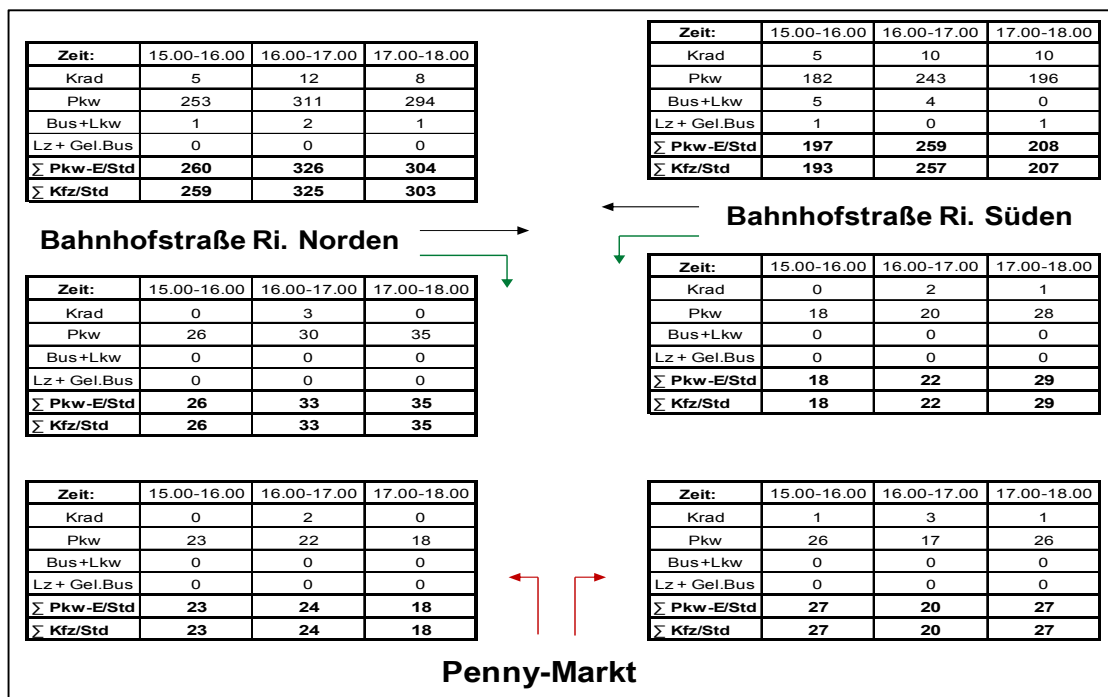 Zeit: 15.00-16.00 16.00-17.00 17.00-18.00
Krad 5 12 8
Pkw 253 311 294
Bus+Lkw 1 2 1
Lz + Gel.Bus 0 0 0
∑ Pkw-E/Std 260 326 304
∑ Kfz/Std 259 325 303
Zeit: 15.00-16.00 16.00-17.00 17.00-18.00
Krad 5 10 10
Pkw 182 243 196
Bus+Lkw 5 4 0
Lz + Gel.Bus 1 0 1
∑ Pkw-E/Std 197 259 208
∑ Kfz/Std 193 257 207
Bahnhofstraße Ri. Norden
Bahnhofstraße Ri. Süden
Zeit: 15.00-16.00 16.00-17.00 17.00-18.00
Krad 0 3 0
Pkw 26 30 35
Bus+Lkw 0 0 0
Lz + Gel.Bus 0 0 0
∑ Pkw-E/Std 26 33 35
∑ Kfz/Std 26 33 35
Zeit: 15.00-16.00 16.00-17.00 17.00-18.00
Krad 0 2 1
Pkw 18 20 28
Bus+Lkw 0 0 0
Lz + Gel.Bus 0 0 0
∑ Pkw-E/Std 18 22 29
∑ Kfz/Std 18 22 29
Zeit: 15.00-16.00 16.00-17.00 17.00-18.00
Krad 0 2 0
Pkw 23 22 18
Bus+Lkw 0 0 0
Lz + Gel.Bus 0 0 0
∑ Pkw-E/Std 23 24 18
∑ Kfz/Std 23 24 18
Zeit: 15.00-16.00 16.00-17.00 17.00-18.00
Krad 1 3 1
Pkw 26 17 26
Bus+Lkw 0 0 0
Lz + Gel.Bus 0 0 0
∑ Pkw-E/Std 27 20 27
∑ Kfz/Std 27 20 27
Penny-Markt